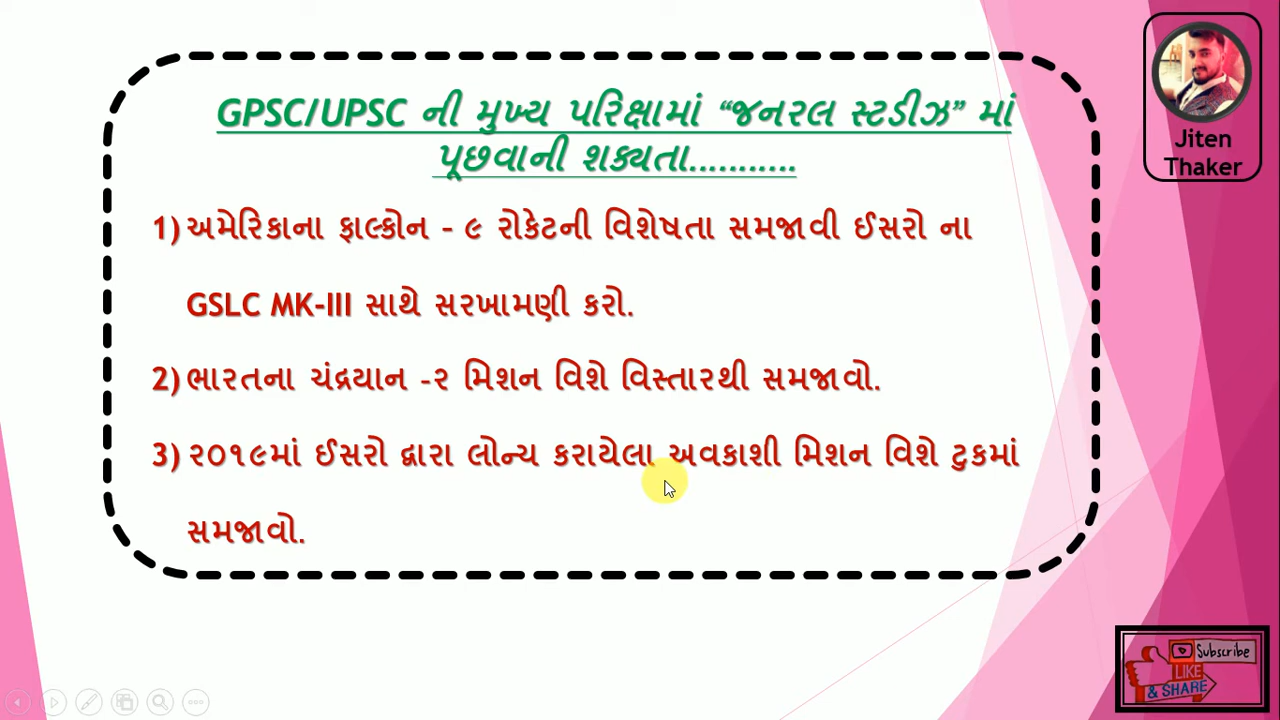 GPSC/UPSC ની મુખ્ય પરિક્ષામાં “જનરલ સ્ટડીઝ” માં
પૂછવાની શક્યતા...........
1) અમેરિકાના ફાલ્કોન - ૯ રોકેટની વિશેષતા સમજાવી ઈસરો ના
GSLC MK-III સાથે સરખામણી કરો.
2) ભારતના ચંદ્રયાન -૨ મિશન વિશે વિસ્તારથી સમજાવો.
3) ૨૦૧૯માં ઈસરો દ્વારા લોન્ચ કરાયેલા અવકાશી મિશન વિશે ટુકમાં
સમજાવો.
Jiten
Thaker
Subscribe
LIKE
& SHARE